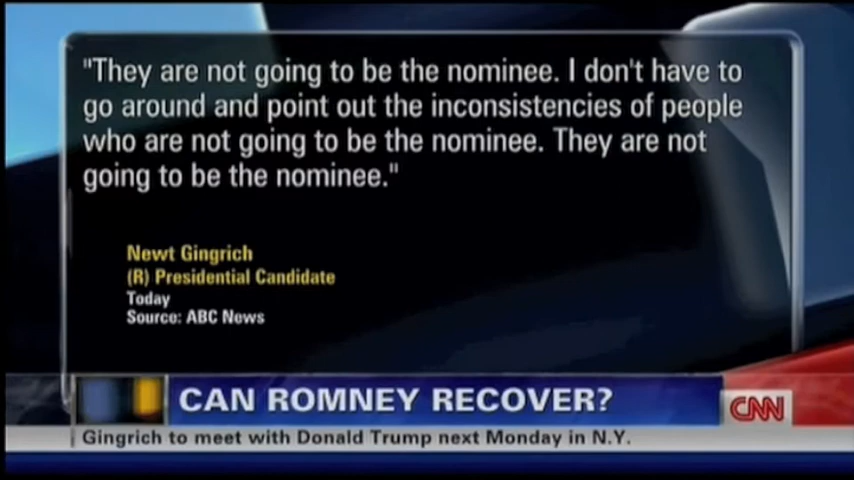 "They are not going to be the nominee. I don't have to
go around and point out the inconsistencies of people
who are not going to be the nominee. They are not
going to be the nominee."
Newt Gingrich
(R) Presidential Candidate
Today
Source: ABC News
CAN ROMNEY RECOVER?
CNN
Gingrich to meet with Donald Trump next Monday in N.Y.